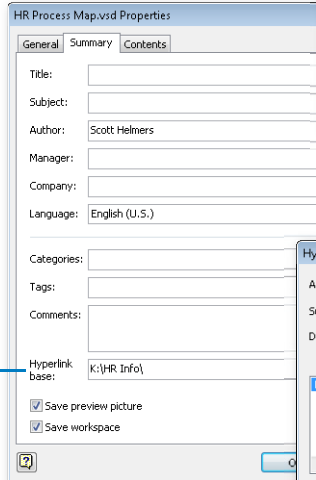 HR Process Map.vsd Properties
General Summary Contents
Title:
Subject:
Author: Scott Helmers
Manager:
Company:
Language: English (U.S.)
Categories:
Tags:
Comments:
Hyperlink
base: K:\HR Info\
Save preview picture
Save workspace
Hy
A
D